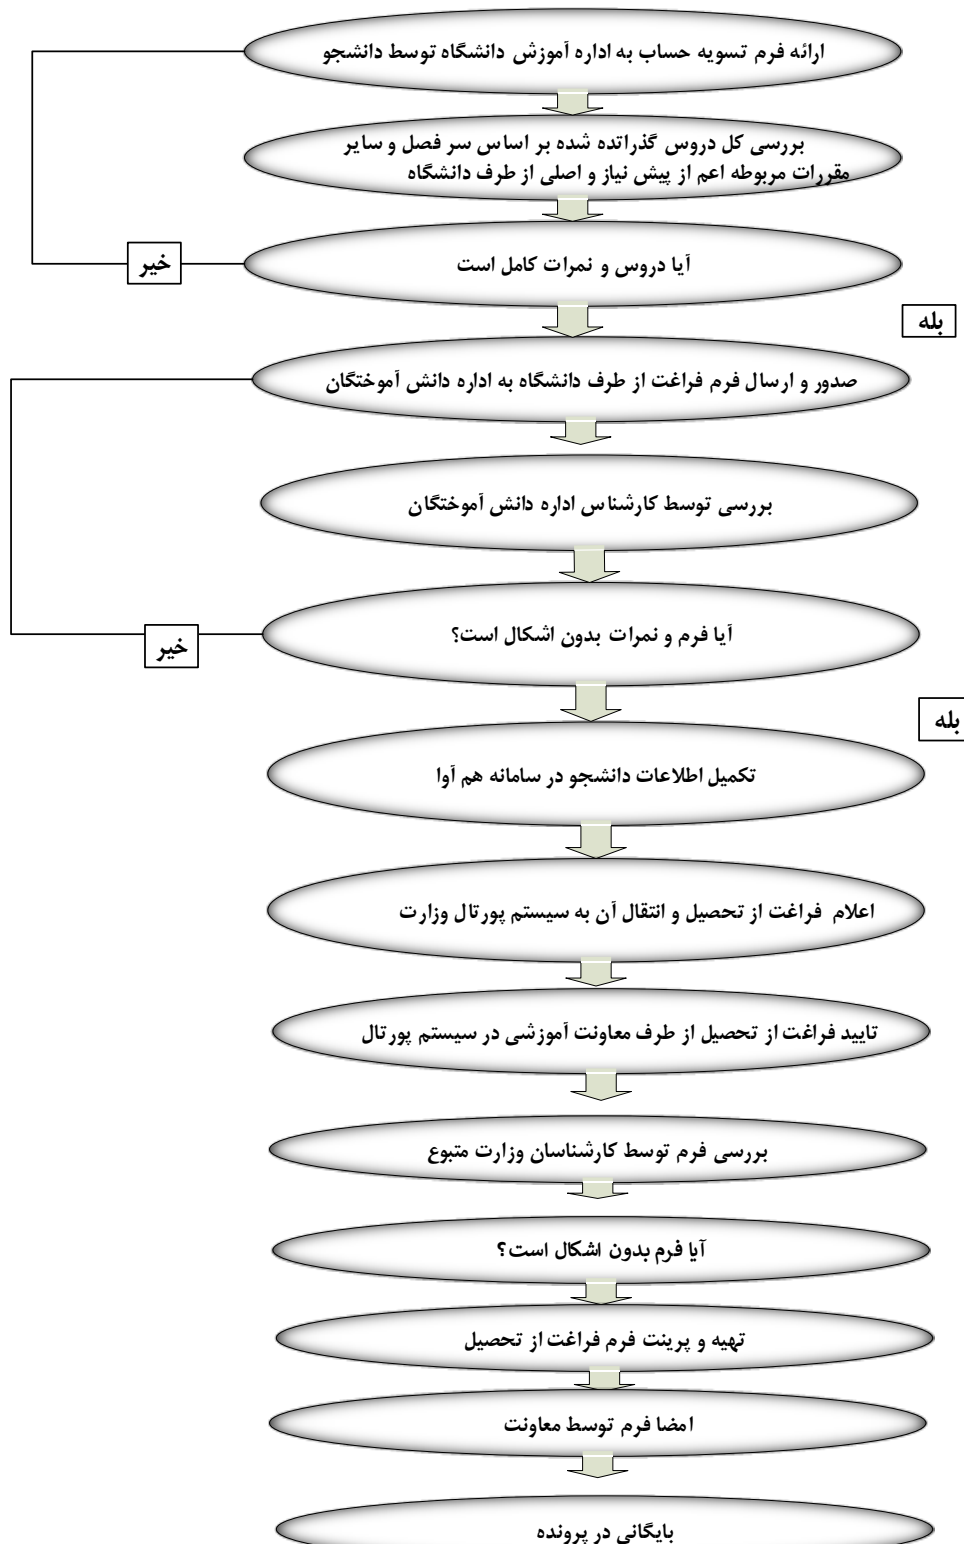 ارائه فرم تسویه حساب به اداره آموزش دانشگاه توسط دانشجو
بررسی کل دروس گذراتده شده بر اساس سر فصل و سایر
مقررات مربوطه اعم از پیش نیاز و اصلی از طرف دانشگاه
آیا دروس و نمرات کامل است
خیر
بله
صدور و ارسال فرم فراغت از طرف دانشگاه به اداره دانش آموختگان
بررسی توسط کارشناس اداره دانش آموختگان
آیا فرم و نمرات بدون اشکال است؟
خیر
بله
تکمیل اطلاعات دانشجو در سامانه هم آوا
اعلام فراغت از تحصیل و انتقال آن به سیستم پورتال وزارت
تایید فراغت از تحصیل از طرف معاونت آموزشی در سیستم پورتال
بررسی فرم توسط کارشناسان وزارت متبوع
آیا فرم بدون اشکال است؟
تهیه و پرینت فرم فراغت از تحصیل
امضا فرم توسط معاونت
بایگانی در پرونده